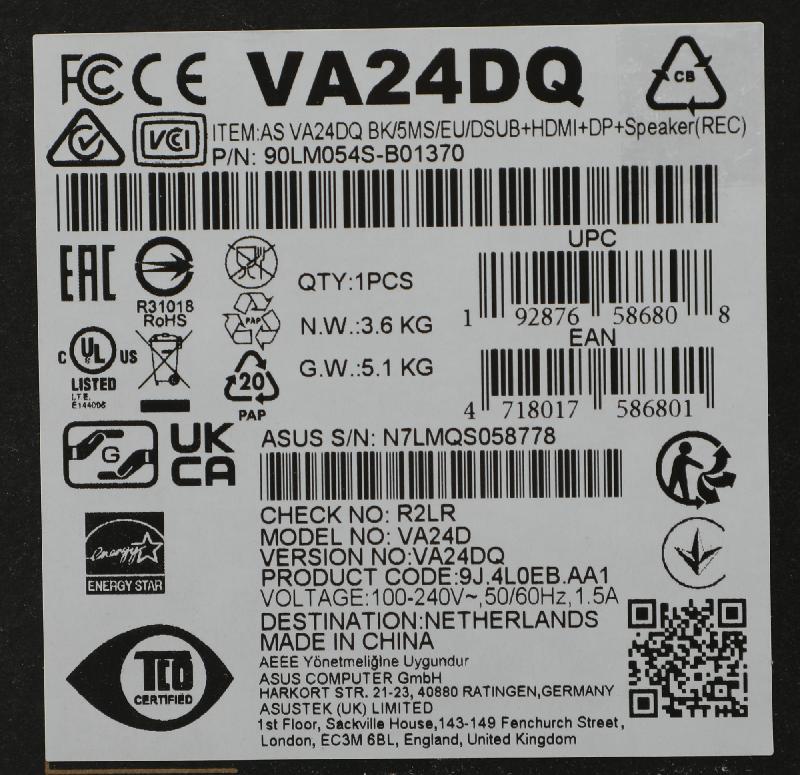 FC CE VA24DQ CB
VCCI ITEM:AS VA24DQ BK/5MS/EU/DSUB+HDMI+DP+Speaker(REC)
P/N: 90LM054S-B01370
UPC
EAC
R31018
RoHS
QTY:1PCS
1 92876 58680 8
PAP
N.W.:3.6 KG
EAN
C UL US
LISTED
I.T.E.
E144006
G.W.:5.1 KG
20
PAP
4 718017 586801
G
UK
CA
ASUS S/N: N7LMQS058778
CHECK NO: R2LR
MODEL NO: VA24D
VERSION NO:VA24DQ
PRODUCT CODE:9J.4L0EB.AA1
VOLTAGE:100-240V~,50/60Hz,1.5A
energy
ENERGY STAR
DESTINATION:NETHERLANDS
MADE IN CHINA
AEEE Yönetmeliğine Uygundur
ASUS COMPUTER GmbH
HARKORT STR. 21-23, 40880 RATINGEN,GERMANY
ASUSTEK (UK) LIMITED
1st Floor, Sackville House,143-149 Fenchurch Street,
London, EC3M 6BL, England, United Kingdom
TCO
CERTIFIED